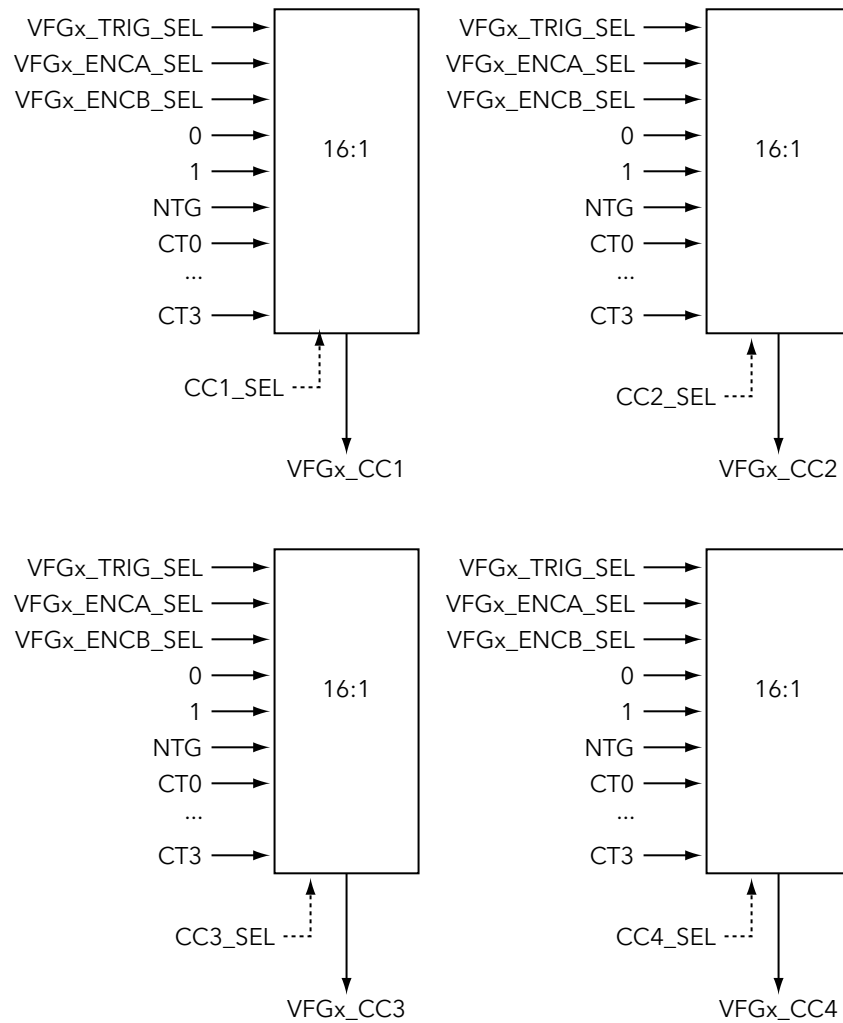 VFGx_TRIG_SEL
VFGx_ENCA_SEL
VFGx_ENCB_SEL
0
1
NTG
CT0
...
CT3
16:1
CC1_SEL
VFGx_CC1
VFGx_TRIG_SEL
VFGx_ENCA_SEL
VFGx_ENCB_SEL
0
1
NTG
CT0
...
CT3
16:1
CC2_SEL
VFGx_CC2
VFGx_TRIG_SEL
VFGx_ENCA_SEL
VFGx_ENCB_SEL
0
1
NTG
CT0
...
CT3
16:1
CC3_SEL
VFGx_CC3
VFGx_TRIG_SEL
VFGx_ENCA_SEL
VFGx_ENCB_SEL
0
1
NTG
CT0
...
CT3
16:1
CC4_SEL
VFGx_CC4